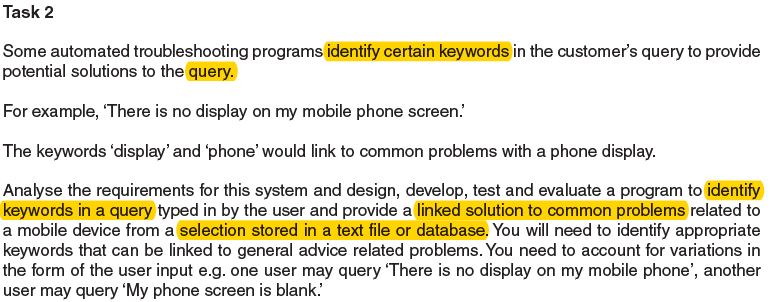 Task 2
Some automated troubleshooting programs identify certain keywords in the customer's query to provide
potential solutions to the query.
For example, ‘There is no display on my mobile phone screen.’
The keywords ‘display’ and ‘phone’ would link to common problems with a phone display.
Analyse the requirements for this system and design, develop, test and evaluate a program to identify
keywords in a query typed in by the user and provide a linked solution to common problems related to
a mobile device from a selection stored in a text file or database. You will need to identify appropriate
keywords that can be linked to general advice related problems. You need to account for variations in
the form of the user input e.g. one user may query ‘There is no display on my mobile phone’, another
user may query ‘My phone screen is blank.’